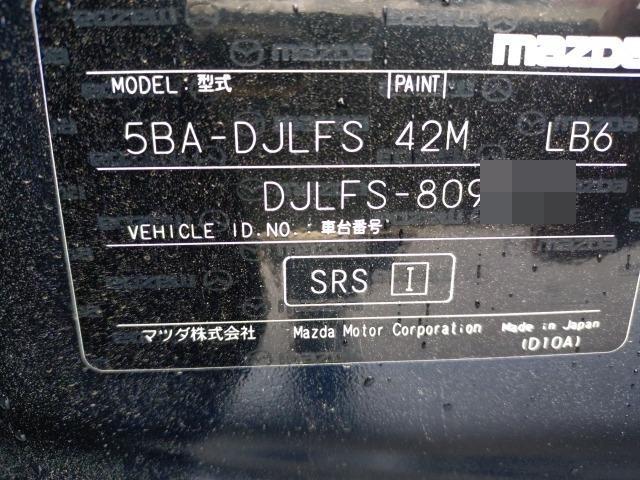 mazda
MODEL: 型式 PAINT
5BA-DJLFS 42M LB6
DJLFS-809
VEHICLE ID.NO.: 車台番号
SRS I
マツダ株式会社 Mazda Motor Corporation Made in Japan
(D10A)